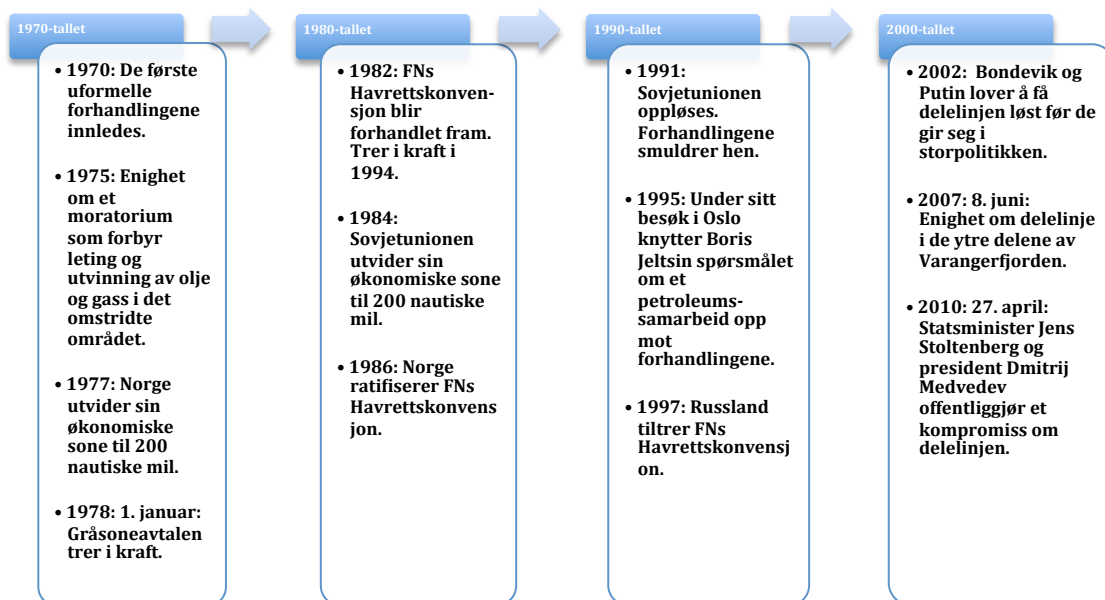 1970-tallet
• 1970: De første
uformelle
forhandlingene
innledes.
• 1975: Enighet
om et
moratorium
som forbyr
leting og
utvinning av olje
og gass i det
omstridte
området.
• 1977: Norge
utvider sin
økonomiske
sone til 200
nautiske mil.
• 1978: 1. januar:
Gråsoneavtalen
trer i kraft.
1980-tallet
• 1982: FNs
Havrettskonven-
sjon blir
forhandlet fram.
Trer i kraft i
1994.
• 1984:
Sovjetunionen
utvider sin
økonomiske sone
til 200 nautiske
mil.
• 1986: Norge
ratifiserer FNs
Havrettskonvens
jon.
1990-tallet
• 1991:
Sovjetunionen
oppløses.
Forhandlingene
smuldrer hen.
• 1995: Under sitt
besøk i Oslo
knytter Boris
Jeltsin spørsmålet
om et
petroleums-
samarbeid opp
mot
forhandlingene.
• 1997: Russland
tiltrer FNs
Havrettskonvensj
on.
2000-tallet
• 2002:  Bondevik og
Putin lover å få
delelinjen løst før de
gir seg i
storpolitikken.
• 2007: 8. juni:
Enighet om delelinje
i de ytre delene av
Varangerfjorden.
• 2010: 27. april:
Statsminister Jens
Stoltenberg og
president Dmitrij
Medvedev
offentliggjør et
kompromiss om
delelinjen.